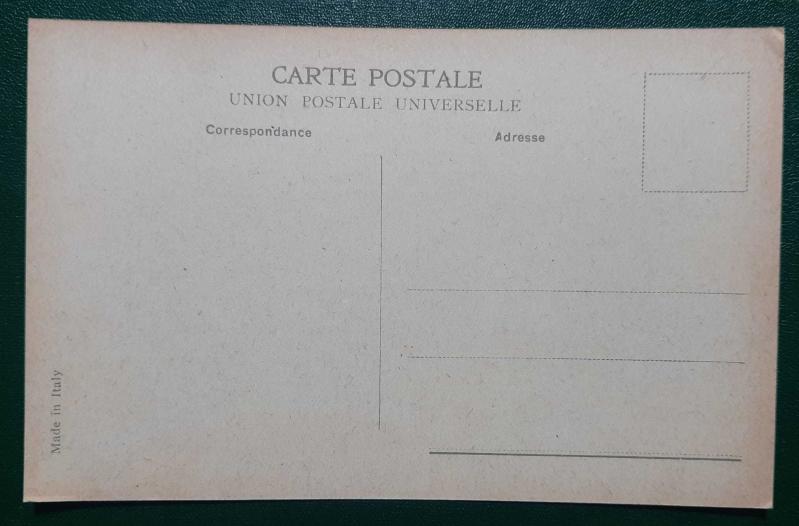 CARTE POSTALE
UNION POSTALE UNIVERSELLE
Correspondance
Adresse
Made in Italy